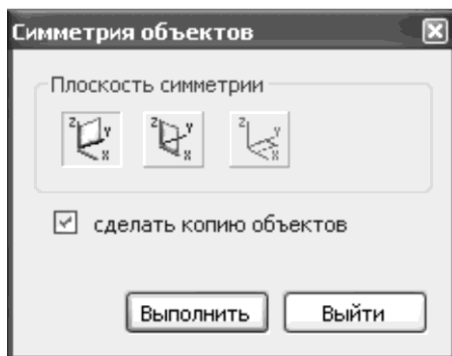 Симметрия объектов
Плоскость симметрии
Z Y X Z Y X Z Y X
сделать копию объектов
Выполнить Выйти